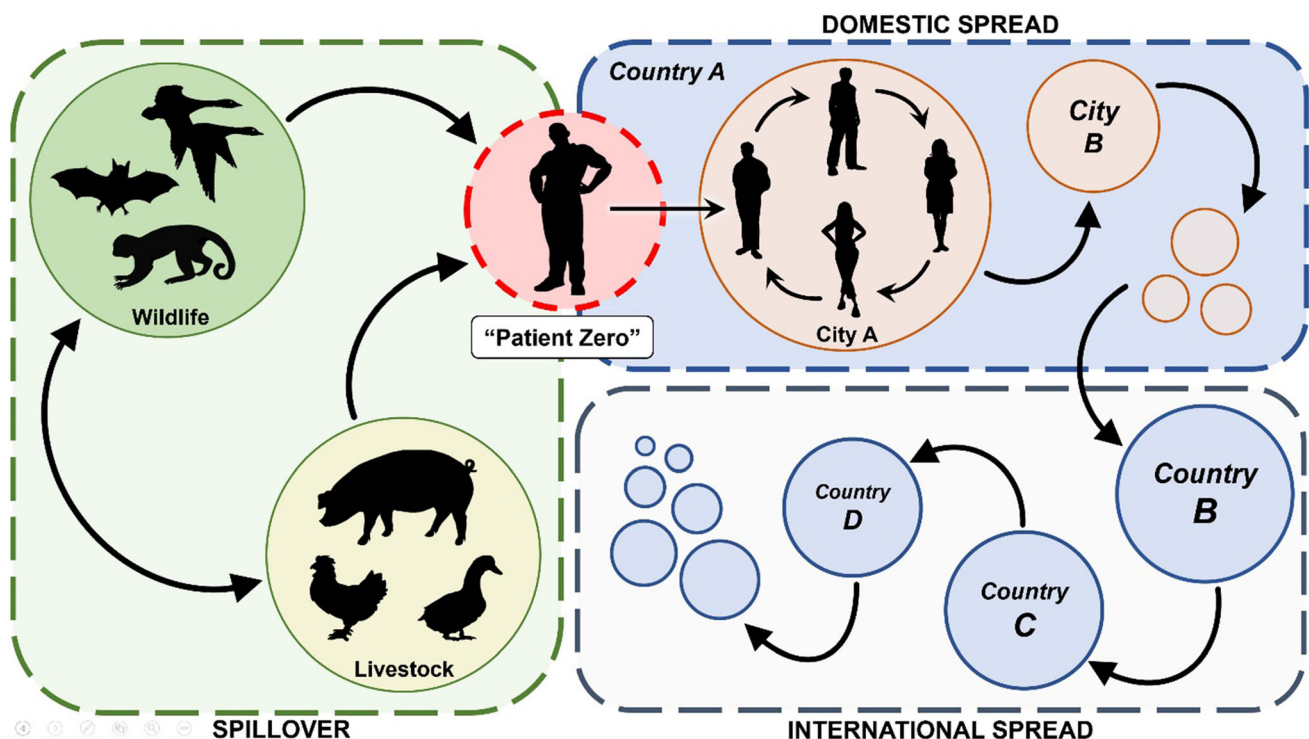 DOMESTIC SPREAD
Country A
City
B
Wildlife
“Patient Zero”
City A
Country
B
Country
D
Country
C
Livestock
SPILLOVER
INTERNATIONAL SPREAD